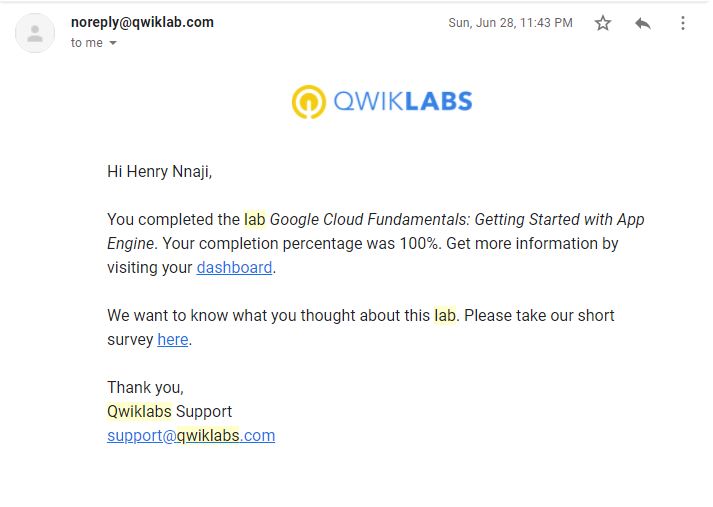 noreply@qwiklab.com
Sun, Jun 28, 11:43 PM
to me
QWIKLABS
Hi Henry Nnaji,
You completed the lab Google Cloud Fundamentals: Getting Started with App
Engine. Your completion percentage was 100%. Get more information by
visiting your dashboard.
We want to know what you thought about this lab. Please take our short
survey here.
Thank you,
Qwiklabs Support
support@qwiklabs.com